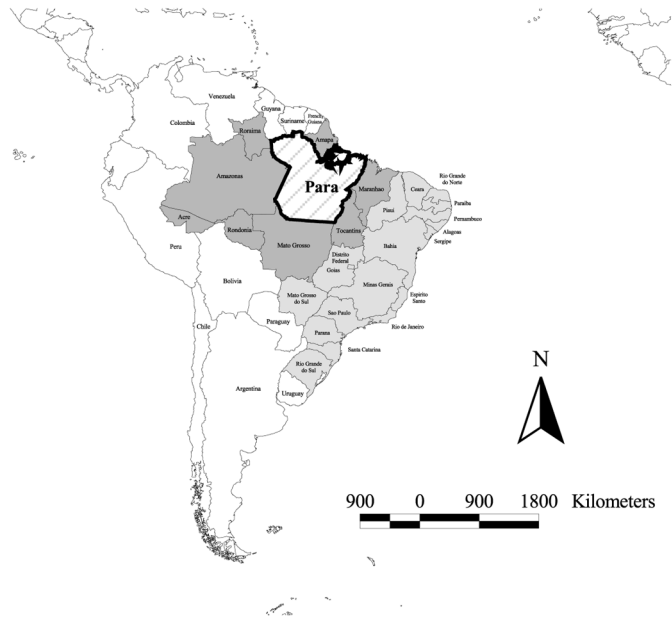 Venezuela
Guyana
Suriname
French
Guiana
Colombia
Roraima
Amapa
Amazonas
Para
Maranhao
Ceara
Rio Grande
do Norte
Paraiba
Piaui
Pernambuco
Acre
Alagoas
Sergipe
Rondonia
Tocantins
Peru
Mato Grosso
Bahia
Distrito
Federal
Goias
Bolivia
Minas Gerais
Mato Grosso
do Sul
Espirito
Santo
Sao Paulo
Paraguay
Rio de Janeiro
Chile
Parana
Santa Catarina
Rio Grande
do Sul
Argentina
Uruguay
N
900 0 900 1800 Kilometers